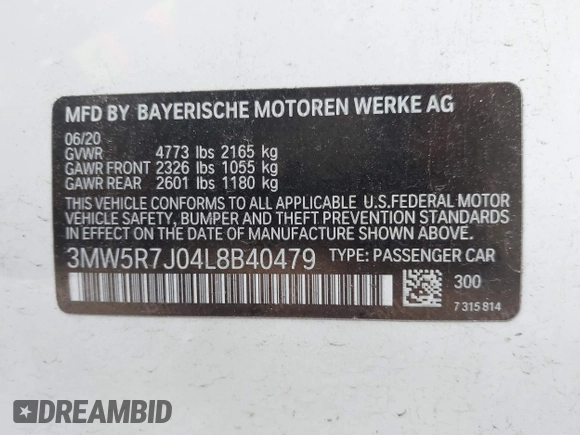 MFD BY BAYERISCHE MOTOREN WERKE AG
06/20
GVWR 4773 lbs 2165 kg
GAWR FRONT 2326 lbs 1055 kg
GAWR REAR 2601 lbs 1180 kg
THIS VEHICLE CONFORMS TO ALL APPLICABLE U.S.FEDERAL MOTOR
VEHICLE SAFETY, BUMPER AND THEFT PREVENTION STANDARDS
IN EFFECT ON THE DATE OF MANUFACTURE SHOWN ABOVE.
3MW5R7J04L8B40479 TYPE: PASSENGER CAR
300
7 315 814
DREAMBID